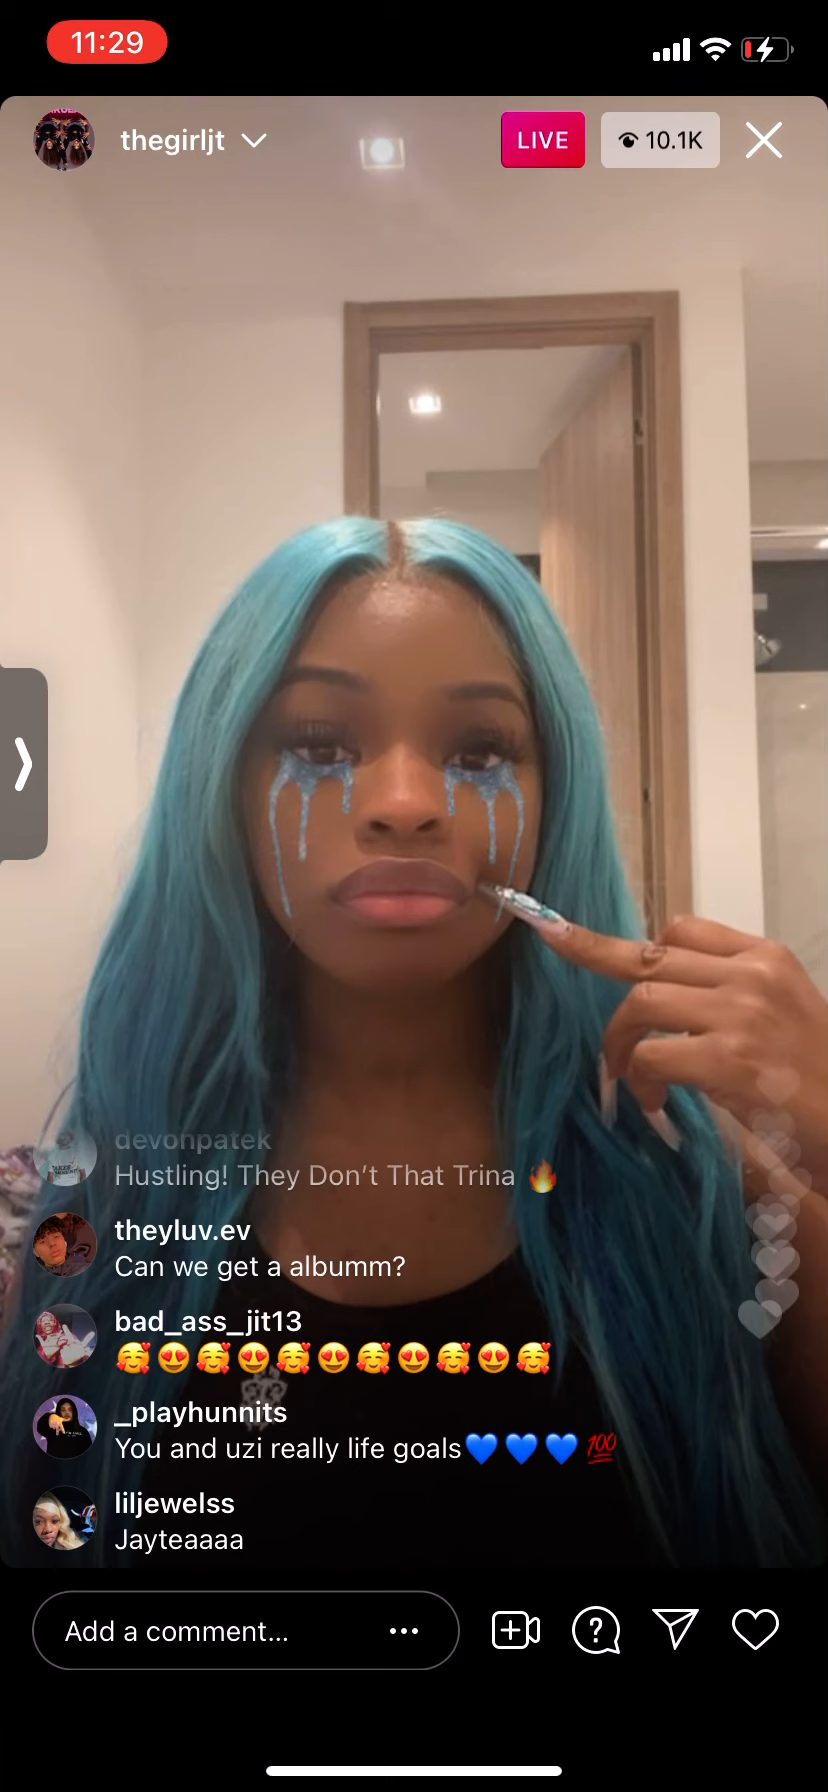 11:29
thegirljt
LIVE
10.1K
devonpatek
Hustling! They Don't That Trina 🔥
theyluv.ev
Can we get a albumm?
bad_ass_jit13
🥰😍🥰😍🥰😍🥰😍🥰😍🥰
_playhunnits
You and uzi really life goals💙💙💙💯
liljewelss
Jayteaaaa
Add a comment...